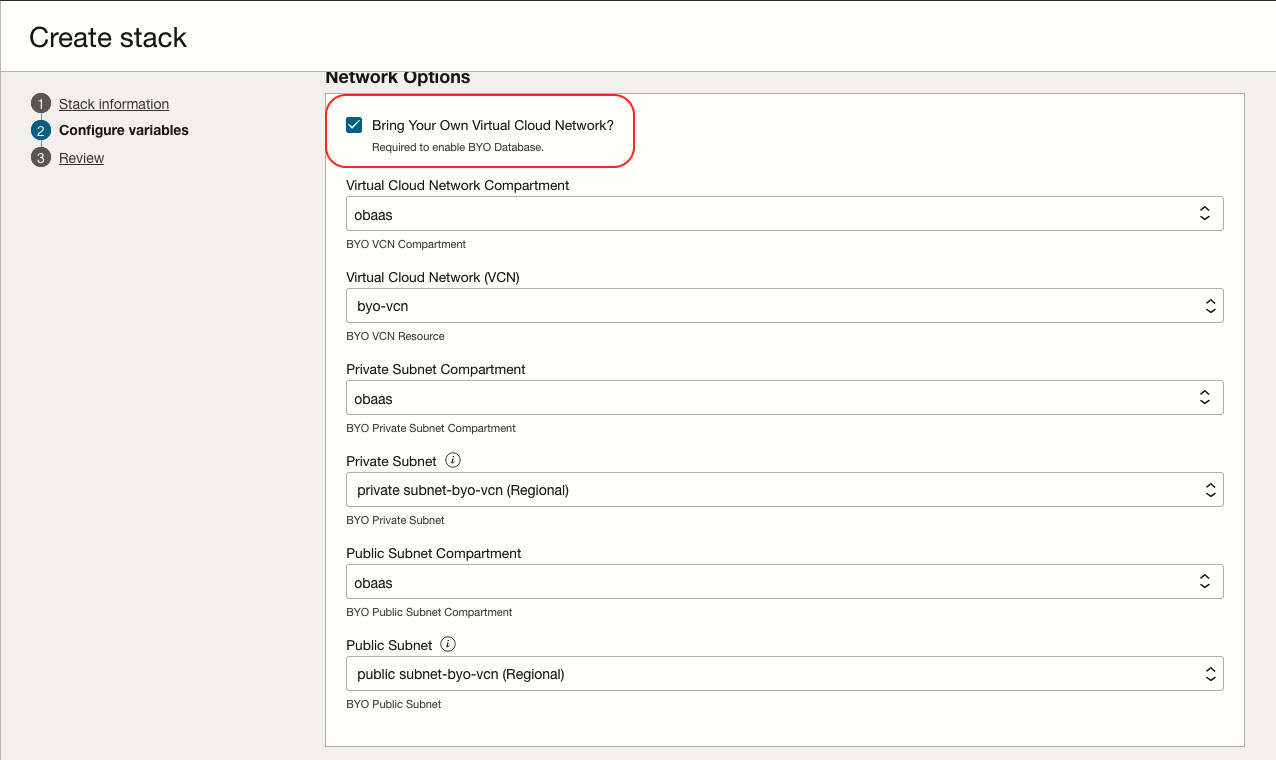 Create stack
1 Stack information
2 Configure variables
3 Review
Network Options
Bring Your Own Virtual Cloud Network?
Required to enable BYO Database.
Virtual Cloud Network Compartment
obaas
BYO VCN Compartment
Virtual Cloud Network (VCN)
byo-vcn
BYO VCN Resource
Private Subnet Compartment
obaas
BYO Private Subnet Compartment
Private Subnet i
private subnet-byo-vcn (Regional)
BYO Private Subnet
Public Subnet Compartment
obaas
BYO Public Subnet Compartment
Public Subnet i
public subnet-byo-vcn (Regional)
BYO Public Subnet